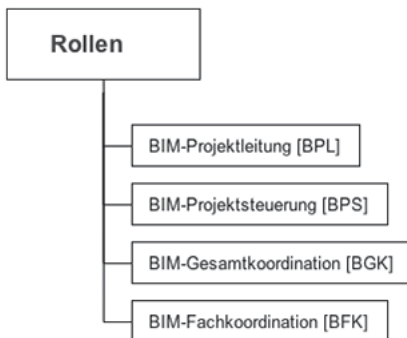 Rollen
BIM-Projektleitung [BPL]
BIM-Projektsteuerung [BPS]
BIM-Gesamtkoordination [BGK]
BIM-Fachkoordination [BFK]